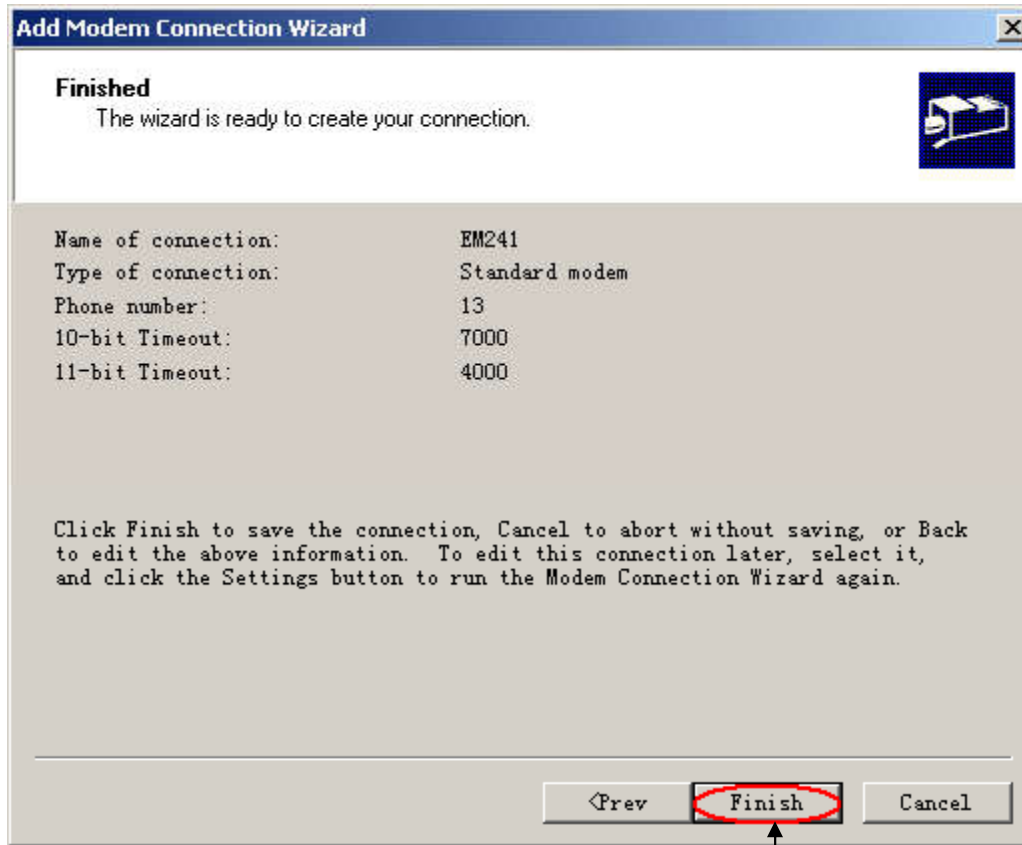 Add Modem Connection Wizard
Finished
The wizard is ready to create your connection.
Name of connection: EM241
Type of connection: Standard modem
Phone number: 13
10-bit Timeout: 7000
11-bit Timeout: 4000
Click Finish to save the connection, Cancel to abort without saving, or Back
to edit the above information. To edit this connection later, select it,
and click the Settings button to run the Modem Connection Wizard again.
<Prev Finish Cancel